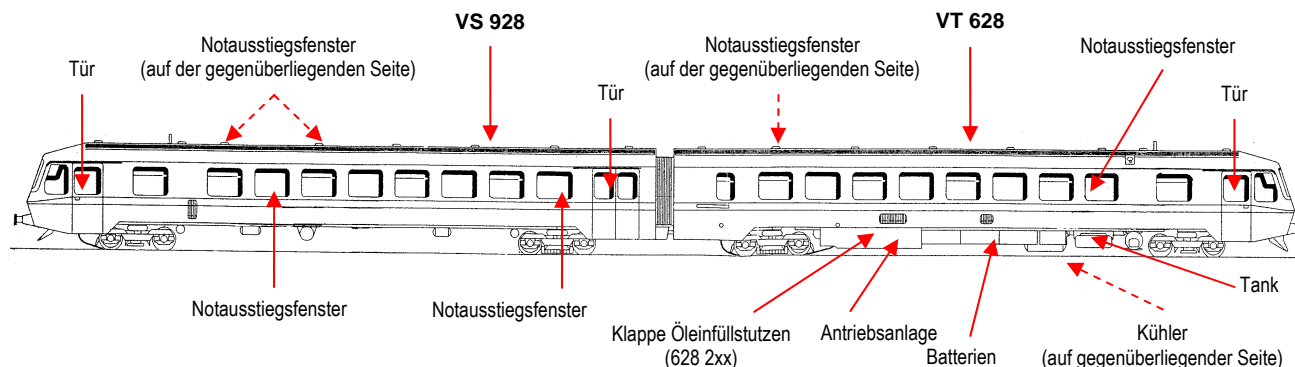 VS 928
VT 628
Notausstiegsfenster
(auf der gegenüberliegenden Seite)
Notausstiegsfenster
(auf der gegenüberliegenden Seite)
Notausstiegsfenster
Tür
Tür
Tür
Notausstiegsfenster
Notausstiegsfenster
Klappe Öleinfüllstutzen
(628 2xx)
Antriebsanlage
Batterien
Tank
Kühler
(auf gegenüberliegender Seite)